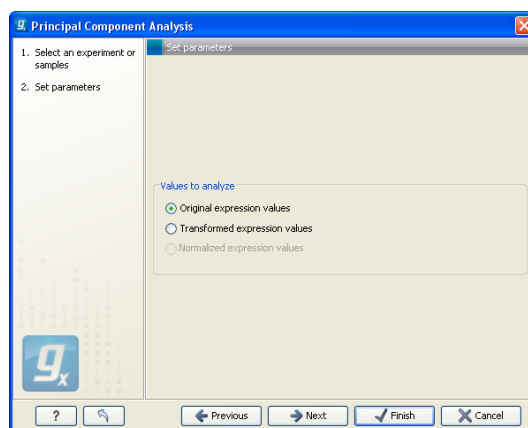 Principal Component Analysis
1. Select an experiment or
samples
2. Set parameters
Set parameters
Values to analyze
Original expression values
Transformed expression values
Normalized expression values
gx
?
Previous
Next
Finish
Cancel